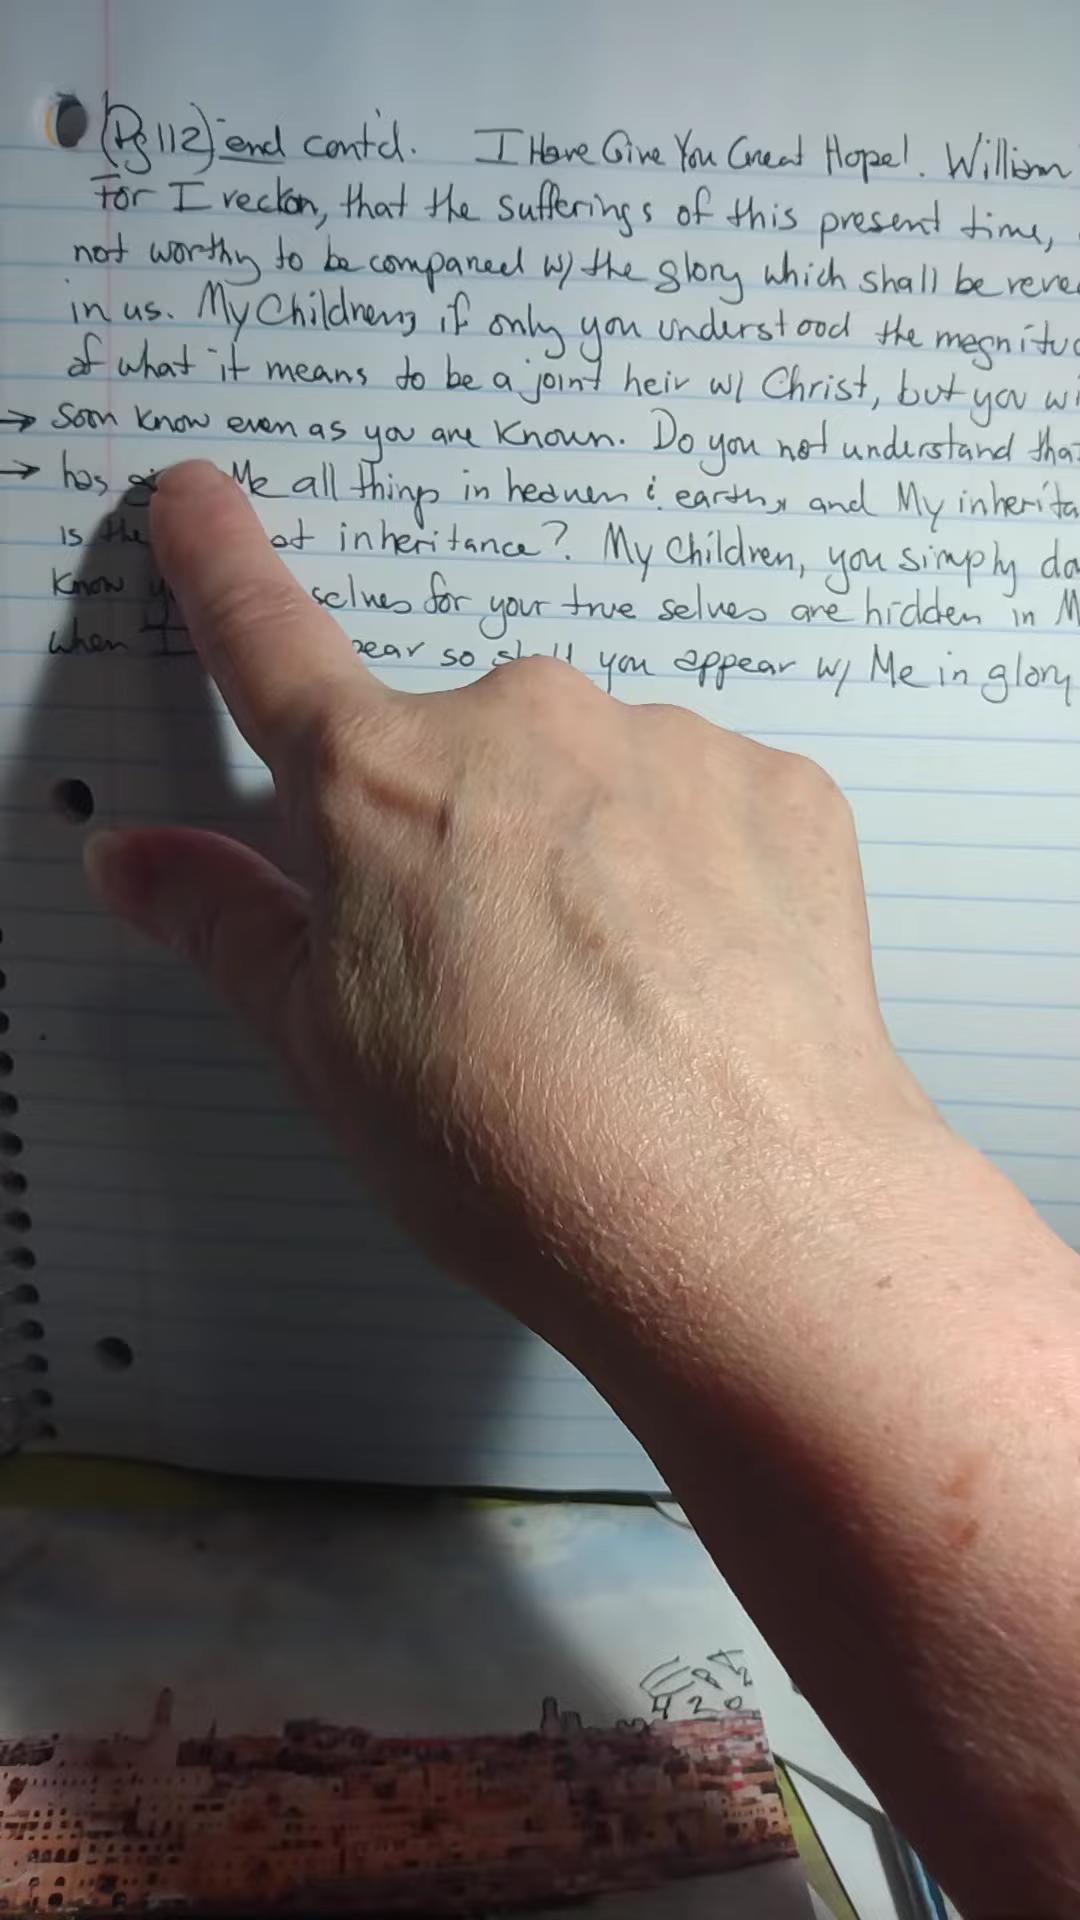 (Pg 112) end cont'd. I Have Give You Great Hope! William
For I reckon, that the sufferings of this present time,
not worthy to be compared w/ the glory which shall be reve
in us. My Children, if only you understood the magnitud
of what it means to be a joint heir w/ Christ, but you wi
→ soon know even as you are known. Do you not understand tha
→ has Me all things in heaven & earth, and My inherita
is the inheritance? My Children, you simply do
know selves for your true selves are hidden in M
when I so shall you appear w/ Me in glory
420